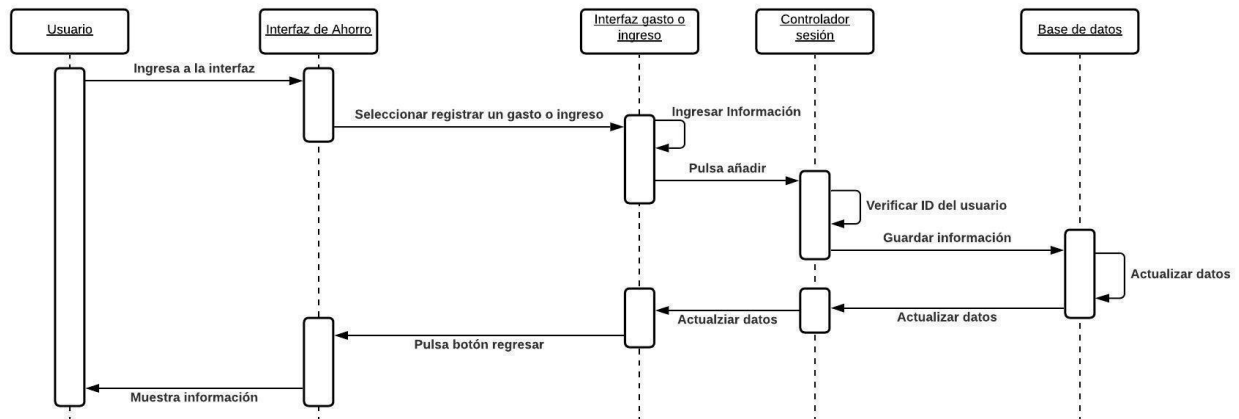 Usuario
Interfaz de Ahorro
Interfaz gasto o
ingreso
Controlador
sesión
Base de datos
Ingresa a la interfaz
Seleccionar registrar un gasto o ingreso
Ingresar Información
Pulsa añadir
Verificar ID del usuario
Guardar información
Actualizar datos
Actualizar datos
Actualziar datos
Pulsa botón regresar
Muestra información